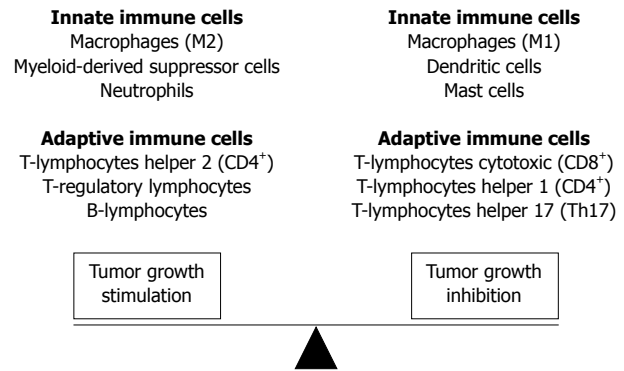 Innate immune cells
Macrophages (M2)
Myeloid-derived suppressor cells
Neutrophils
Adaptive immune cells
T-lymphocytes helper 2 (CD4⁺)
T-regulatory lymphocytes
B-lymphocytes
Tumor growth
stimulation
Innate immune cells
Macrophages (M1)
Dendritic cells
Mast cells
Adaptive immune cells
T-lymphocytes cytotoxic (CD8⁺)
T-lymphocytes helper 1 (CD4⁺)
T-lymphocytes helper 17 (Th17)
Tumor growth
inhibition